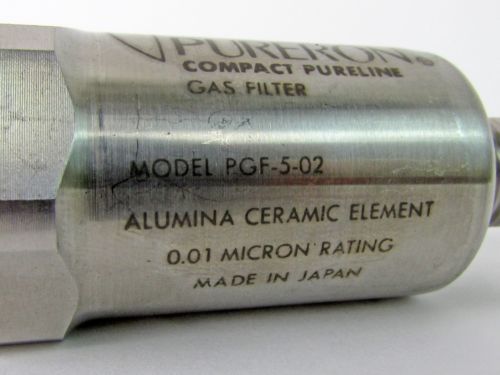 PURERON®
COMPACT PURELINE
GAS FILTER
MODEL PGF-5-02
ALUMINA CERAMIC ELEMENT
0.01 MICRON RATING
MADE IN JAPAN